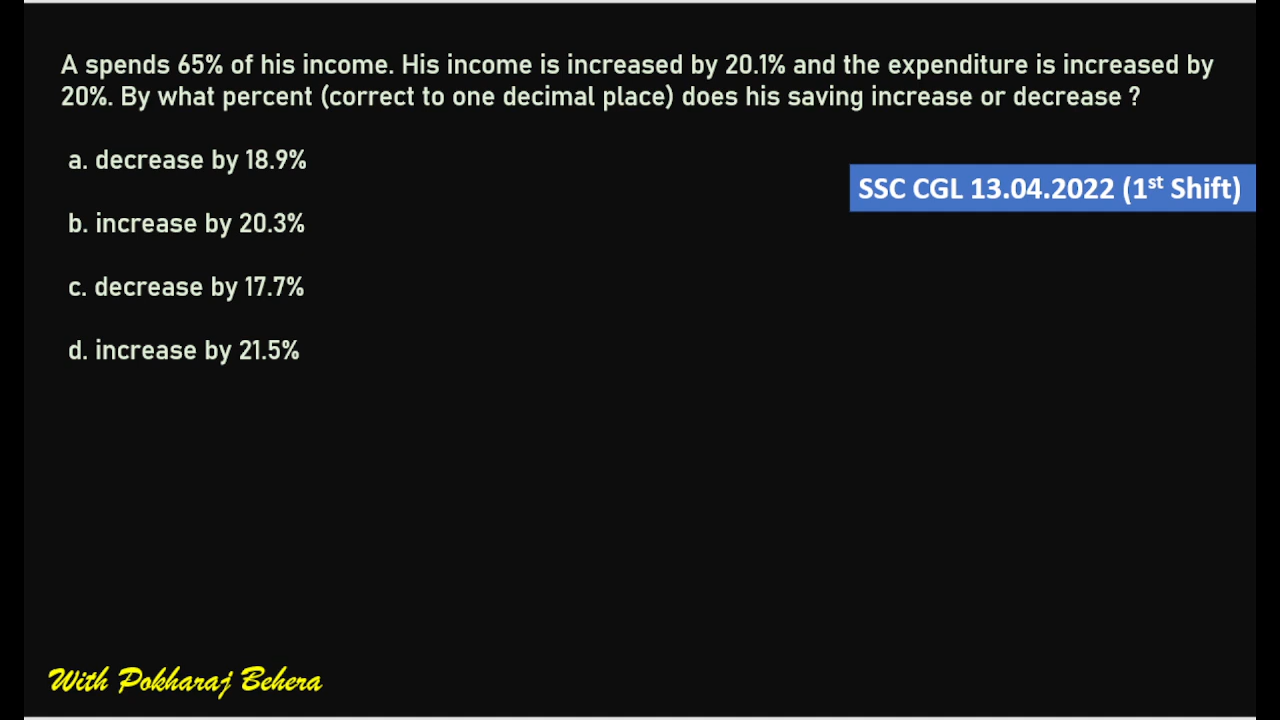 A spends 65% of his income. His income is increased by 20.1% and the expenditure is increased by
20%. By what percent (correct to one decimal place) does his saving increase or decrease ?
a. decrease by 18.9%
SSC CGL 13.04.2022 (1st Shift)
b. increase by 20.3%
c. decrease by 17.7%
d. increase by 21.5%
With Pokharaj Behera